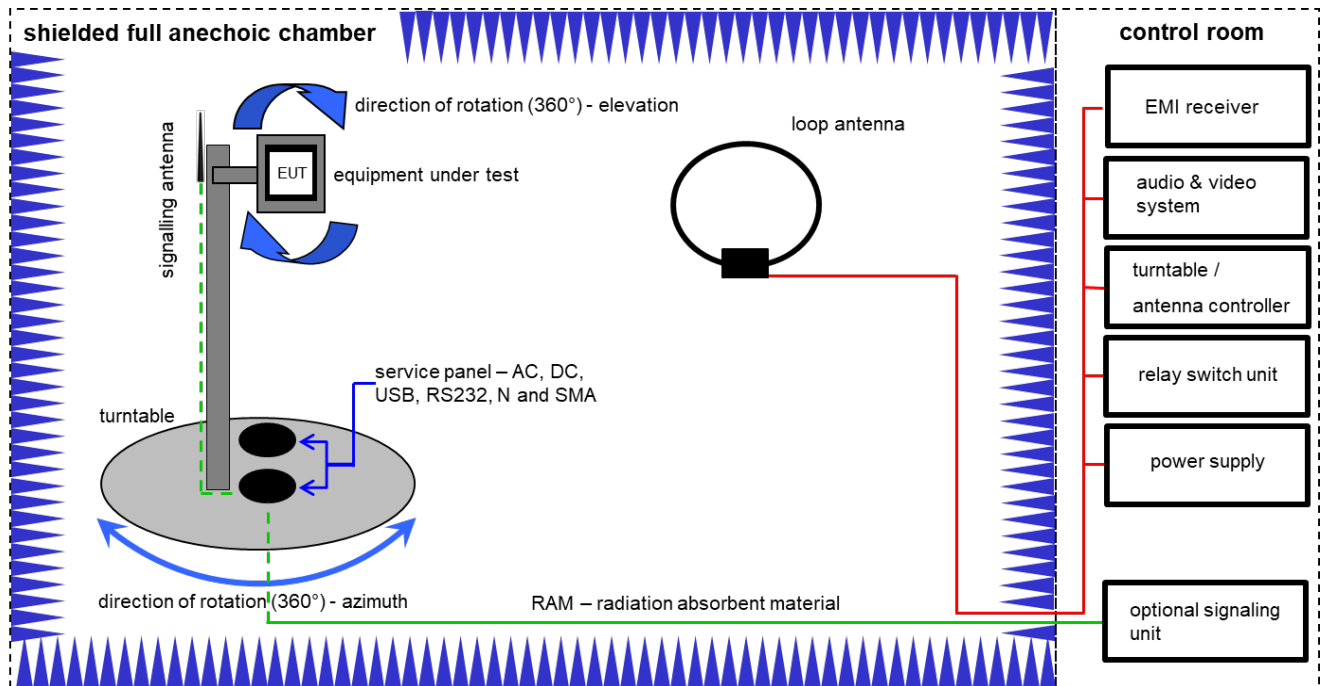 shielded full anechoic chamber
control room
direction of rotation (360°) - elevation
signalling antenna
EUT
equipment under test
loop antenna
EMI receiver
audio & video
system
turntable /
antenna controller
relay switch unit
power supply
service panel – AC, DC,
USB, RS232, N and SMA
turntable
direction of rotation (360°) - azimuth
RAM – radiation absorbent material
optional signaling
unit